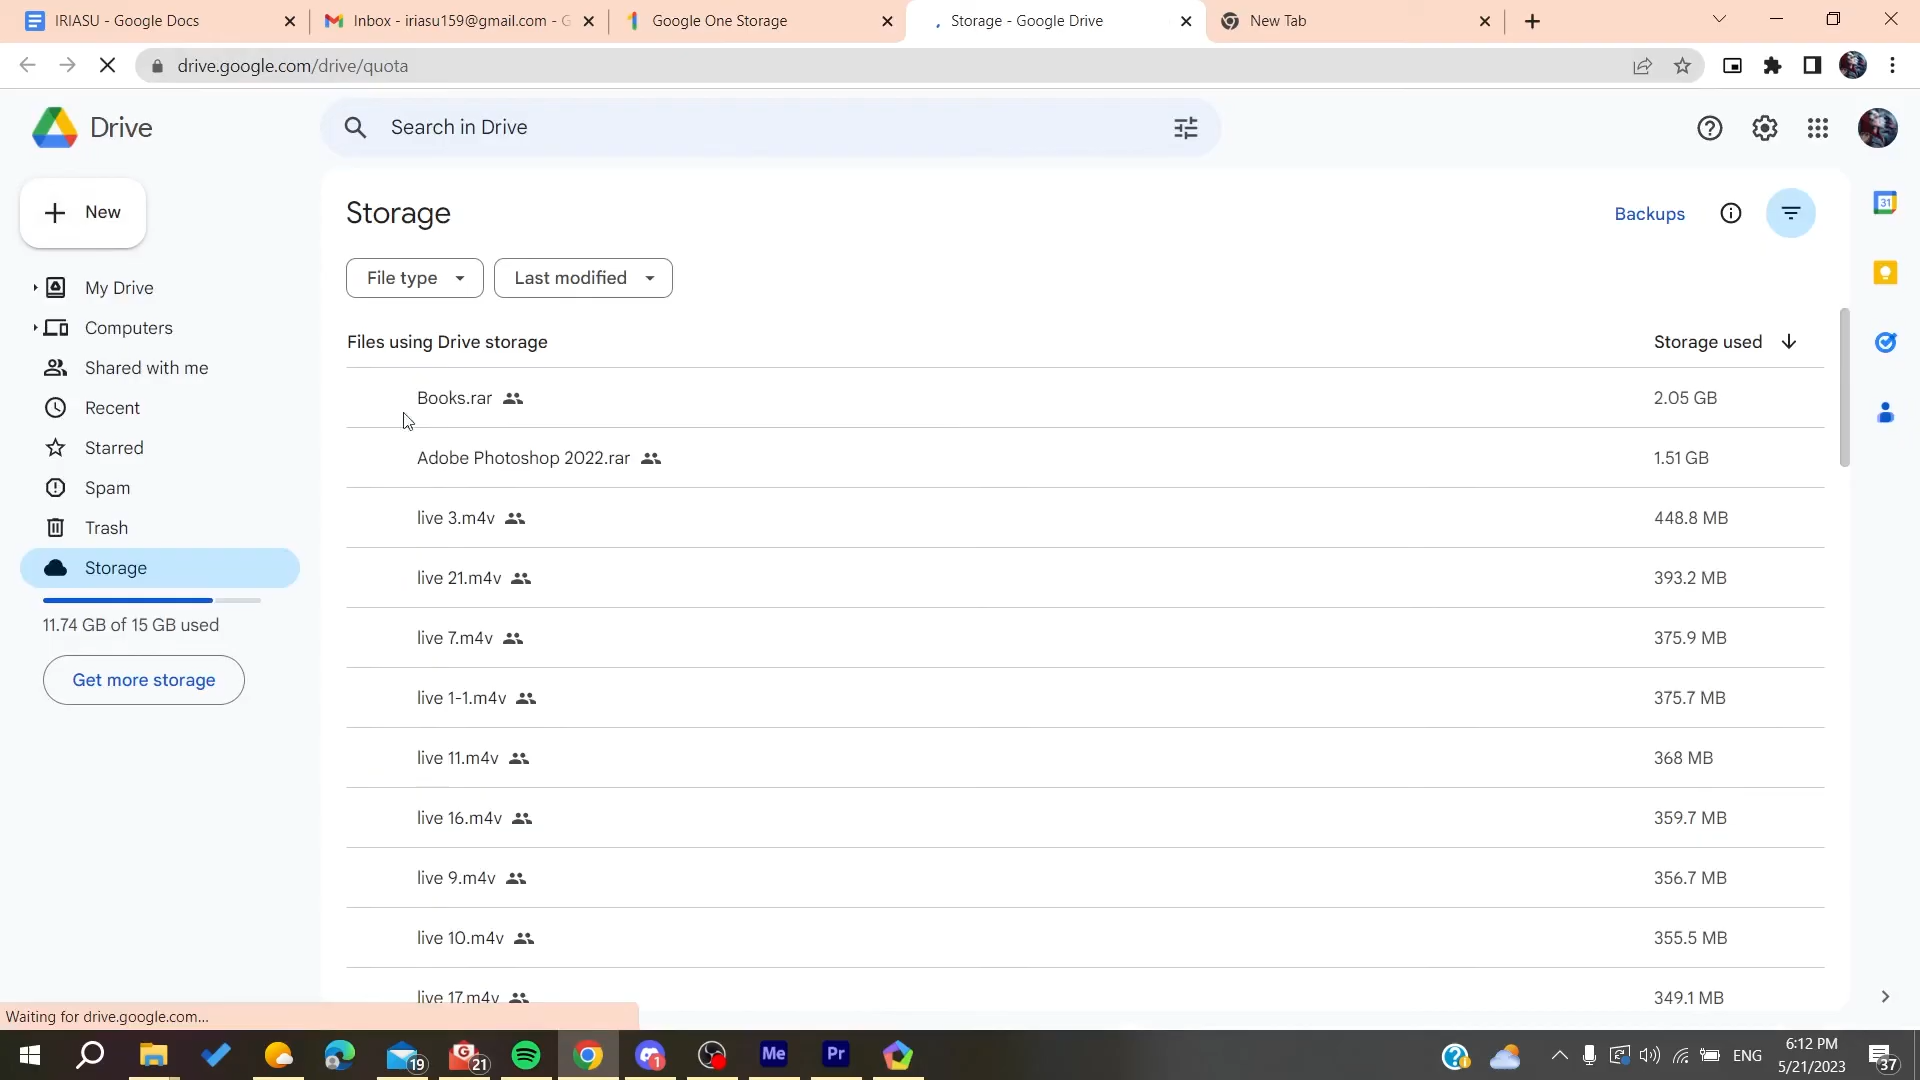 IRIASU - Google Docs
Inbox - iriasu159@gmail.com - G
Google One Storage
Storage - Google Drive
New Tab
drive.google.com/drive/quota
Drive
Search in Drive
New
Storage
Backups
31
My Drive
Computers
Shared with me
Recent
Starred
Spam
Trash
Storage
11.74 GB of 15 GB used
Get more storage
File type
Last modified
Files using Drive storage
Storage used
Books.rar
2.05 GB
Adobe Photoshop 2022.rar
1.51 GB
live 3.m4v
448.8 MB
live 21.m4v
393.2 MB
live 7.m4v
375.9 MB
live 1-1.m4v
375.7 MB
live 11.m4v
368 MB
live 16.m4v
359.7 MB
live 9.m4v
356.7 MB
live 10.m4v
355.5 MB
live 17.m4v
349.1 MB
Waiting for drive.google.com...
19
21
1
Me
Pr
ENG
6:12 PM
5/21/2023
37